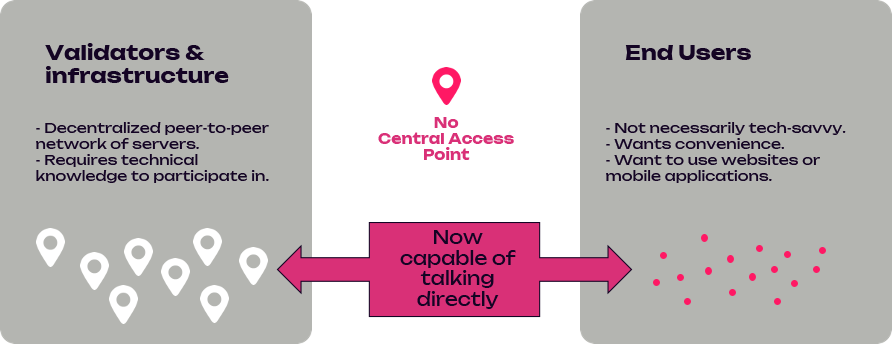 Validators &
infrastructure
- Decentralized peer-to-peer
network of servers.
- Requires technical
knowledge to participate in.
No
Central Access
Point
Now
capable of
talking
directly
End Users
- Not necessarily tech-savvy.
- Wants convenience.
- Want to use websites or
mobile applications.